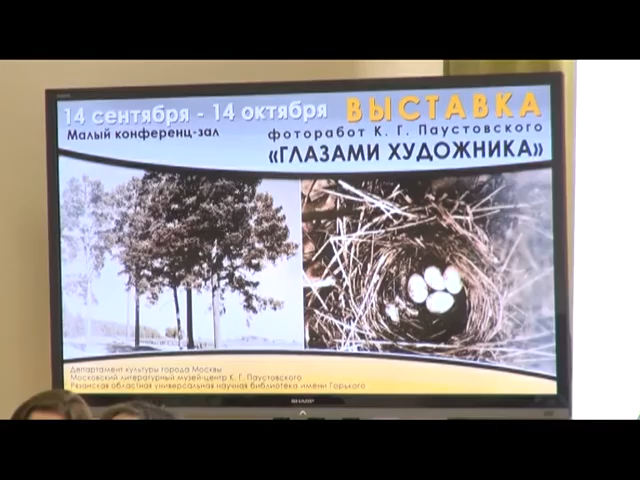 14 сентября - 14 октября ВЫСТАВКА
Малый конференц-зал фоторабот К. Г. Паустовского
«ГЛАЗАМИ ХУДОЖНИКА»
Департамент культуры города Москвы
Московский литературный музей-центр К. Г. Паустовского
Рязанская областная универсальная научная библиотека имени Горького
SHARP